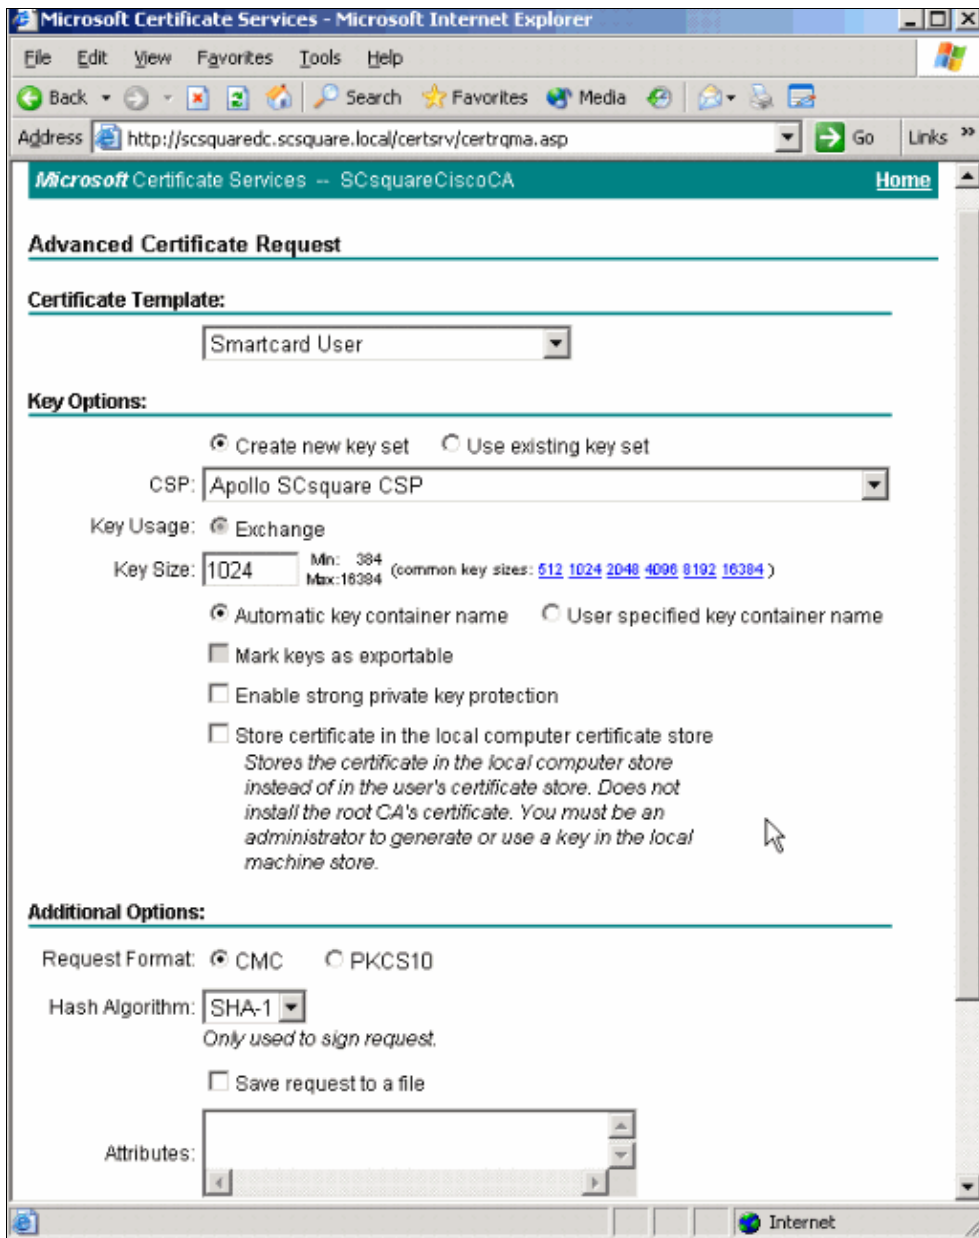 Microsoft Certificate Services - Microsoft Internet Explorer
File Edit View Favorites Tools Help
Back Search Favorites Media
Address http://scsquaredc.scsquare.local/certsrv/certrqma.asp Go Links »
Microsoft Certificate Services -- SCsquareCiscoCA Home
Advanced Certificate Request
Certificate Template:
Smartcard User
Key Options:
Create new key set Use existing key set
CSP: Apollo SCsquare CSP
Key Usage: Exchange
Key Size: 1024 Min: 384 Max:16384 (common key sizes: 512 1024 2048 4096 8192 16384 )
Automatic key container name User specified key container name
Mark keys as exportable
Enable strong private key protection
Store certificate in the local computer certificate store
Stores the certificate in the local computer store
instead of in the user's certificate store. Does not
install the root CA's certificate. You must be an
administrator to generate or use a key in the local
machine store.
Additional Options:
Request Format: CMC PKCS10
Hash Algorithm: SHA-1
Only used to sign request.
Save request to a file
Attributes:
Internet